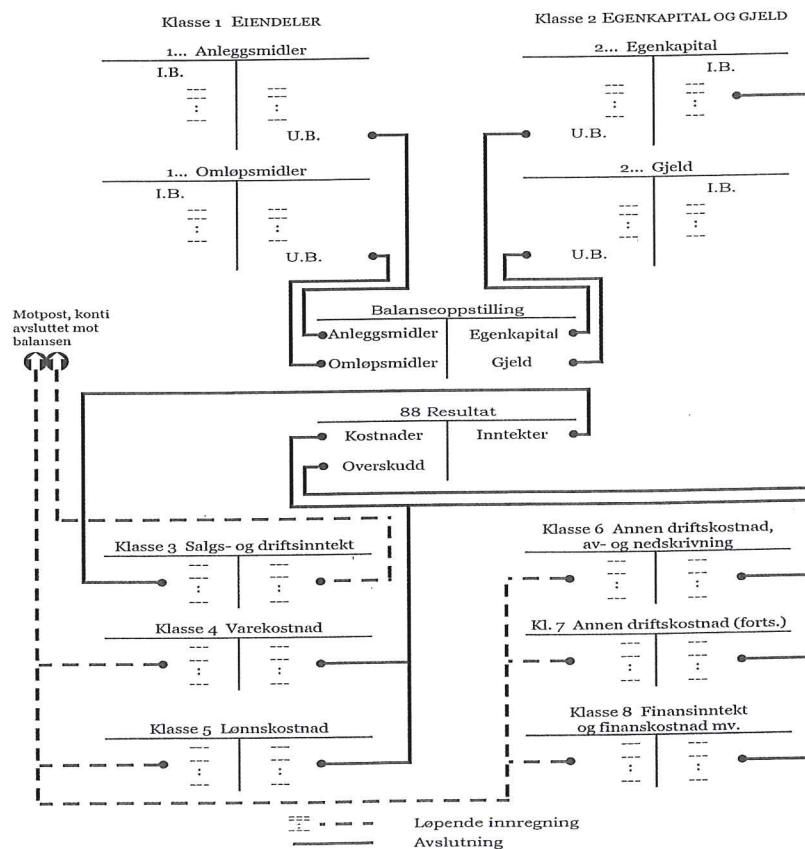 Klasse 1 EIENDELER
Klasse 2 EGENKAPITAL OG GJELD
1... Anleggsmidler
I.B.
U.B.
2... Egenkapital
I.B.
U.B.
1... Omløpsmidler
I.B.
U.B.
2... Gjeld
I.B.
U.B.
Motpost, konti
avsluttet mot
balansen
Balanseoppstilling
Anleggsmidler
Egenkapital
Omløpsmidler
Gjeld
88 Resultat
Kostnader
Inntekter
Overskudd
Klasse 3 Salgs- og driftsinntekt
Klasse 6 Annen driftskostnad,
av- og nedskrivning
Klasse 4 Varekostnad
Kl. 7 Annen driftskostnad (forts.)
Klasse 5 Lønnskostnad
Klasse 8 Finansinntekt
og finanskostnad mv.
Løpende innregning
Avslutning